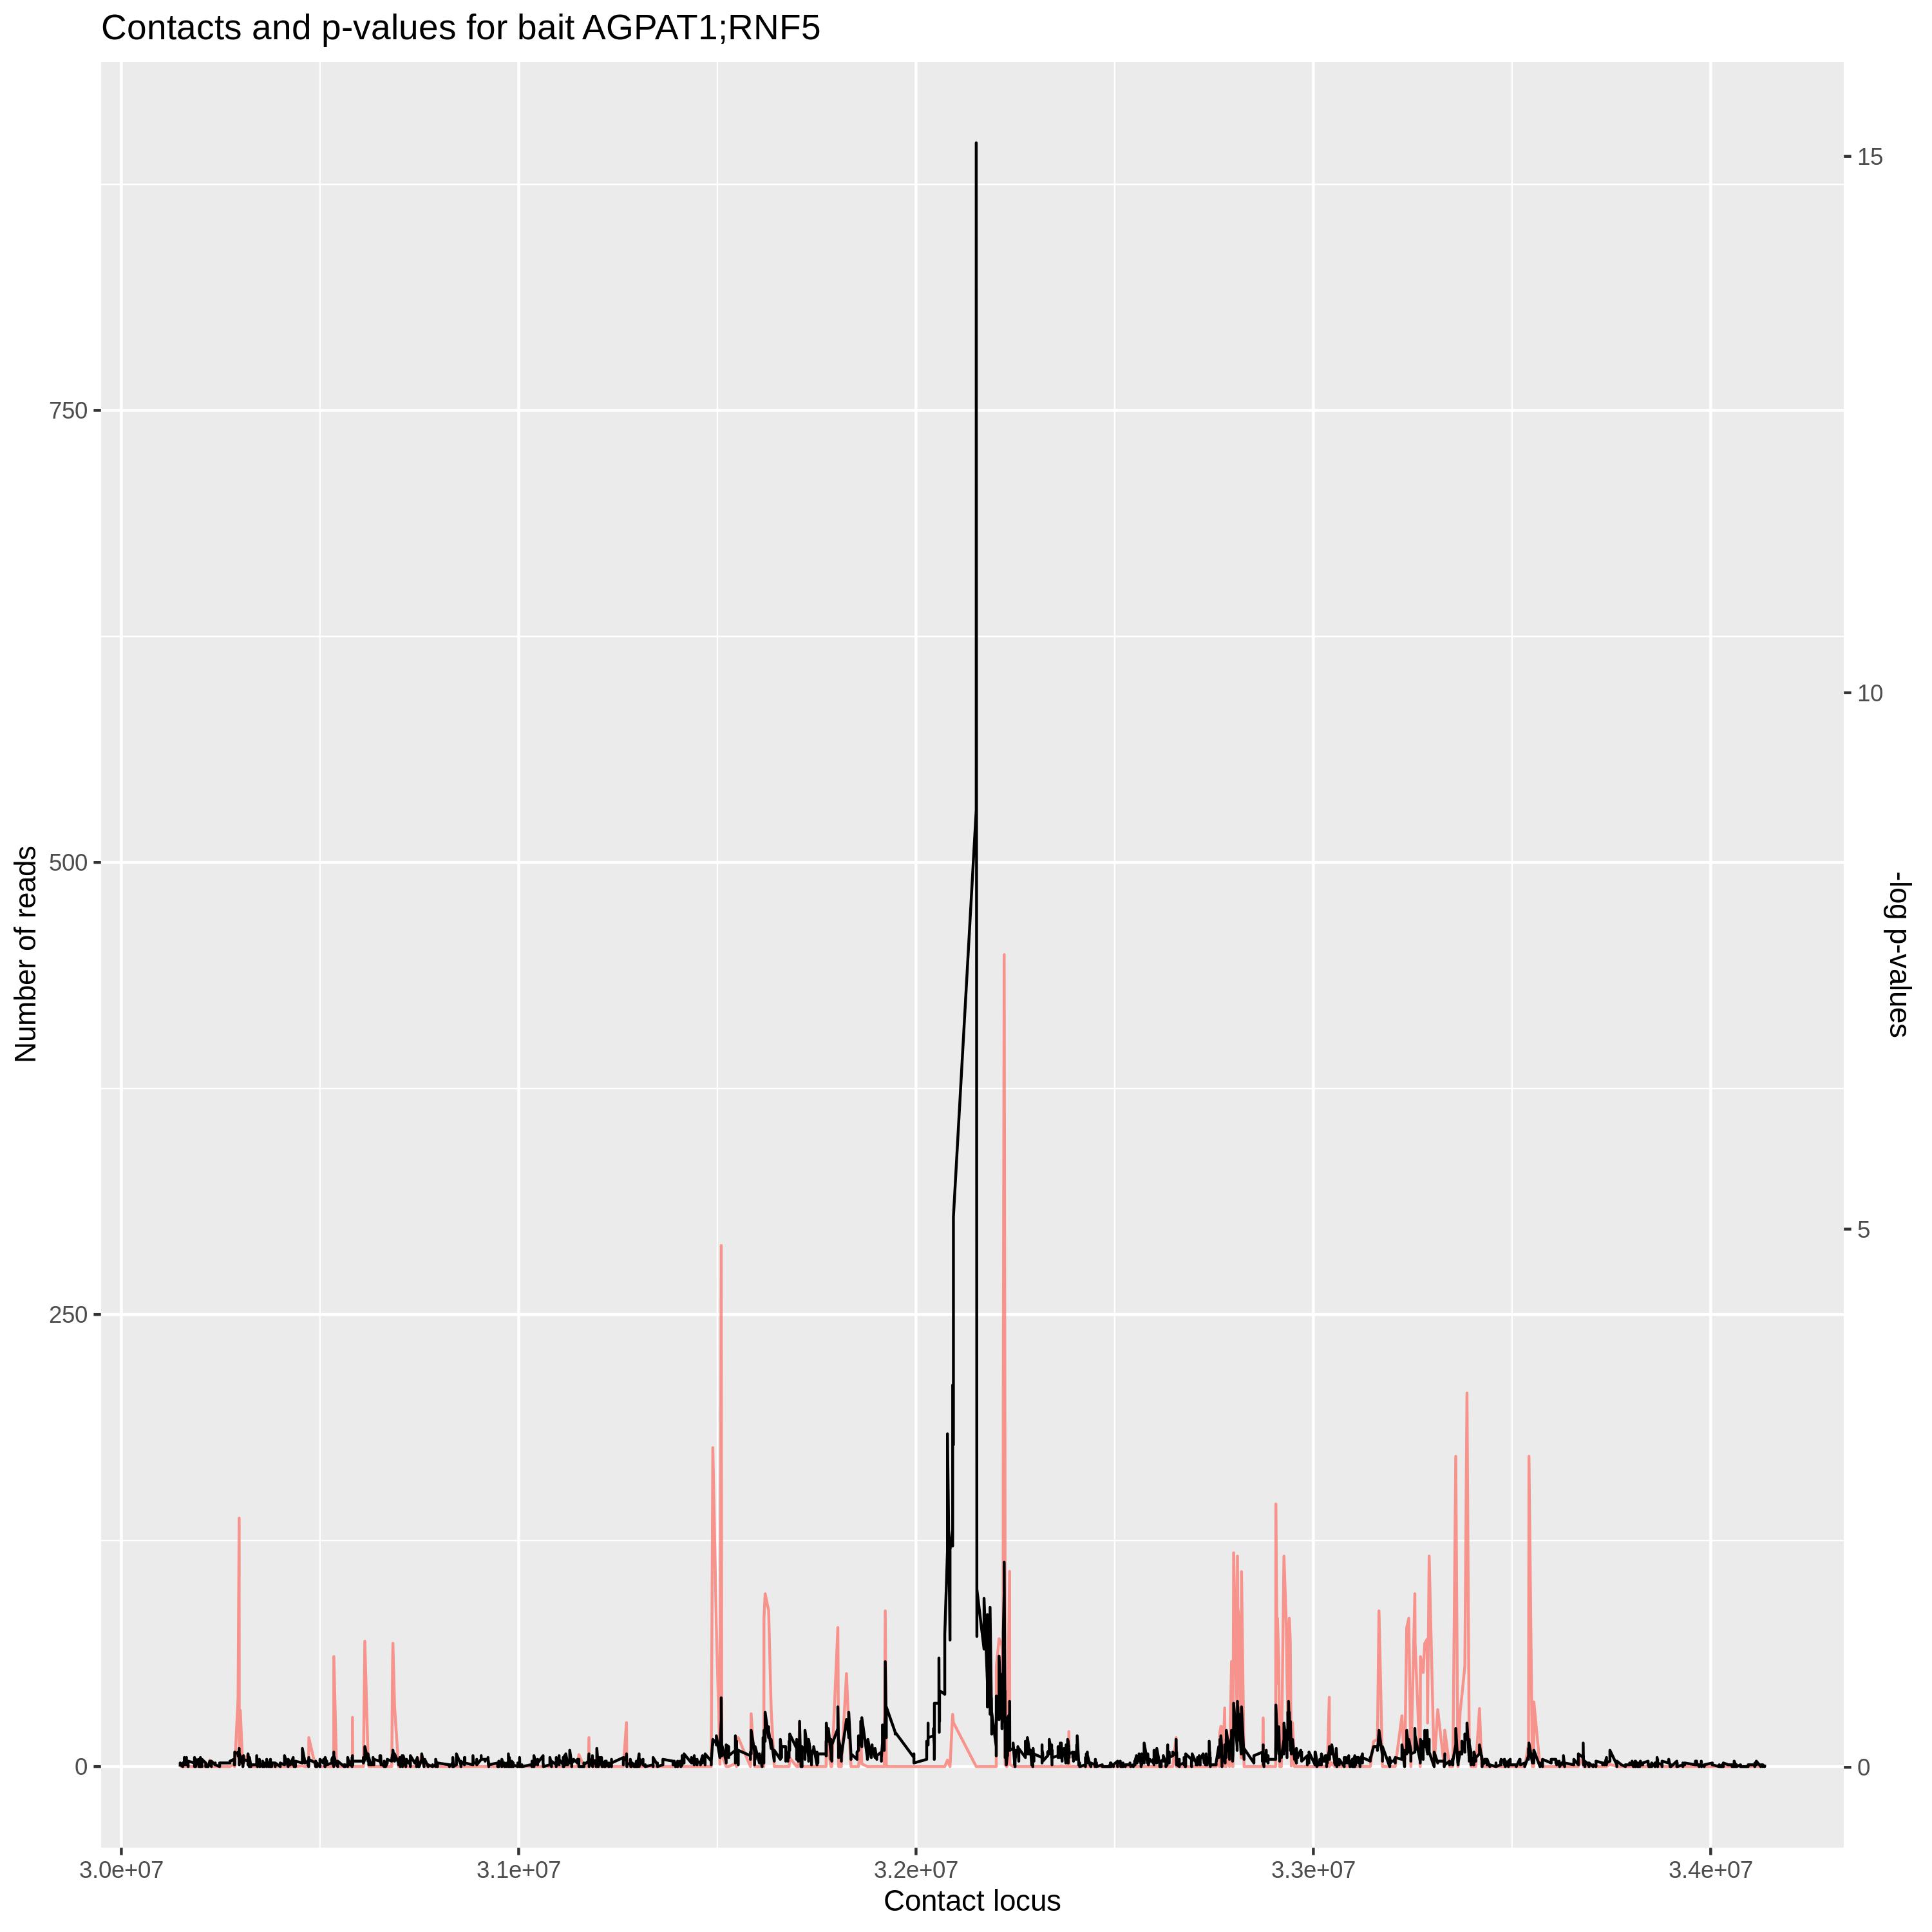 Contacts and p-values for bait AGPAT1;RNF5
Number of reads
750
500
250
0
15
10
5
0
-log p-values
3.0e+07
3.1e+07
3.2e+07
3.3e+07
3.4e+07
Contact locus